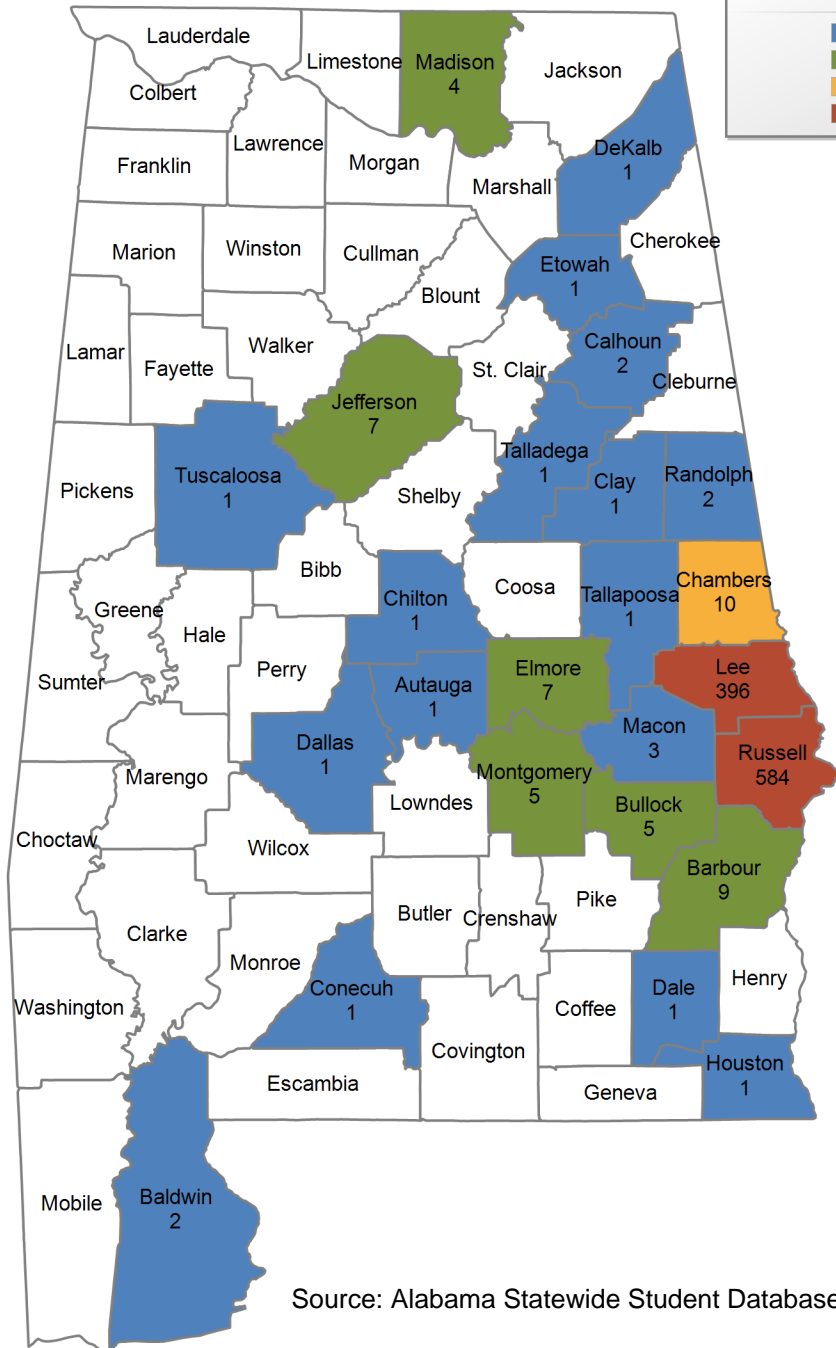 Lauderdale
Limestone
Madison
4
Jackson
Colbert
Lawrence
DeKalb
1
Franklin
Morgan
Marshall
Marion
Winston
Cullman
Cherokee
Etowah
1
Blount
Lamar
Fayette
Walker
St. Clair
Calhoun
2
Cleburne
Jefferson
7
Pickens
Tuscaloosa
1
Shelby
Talladega
1
Clay
1
Randolph
2
Bibb
Chilton
1
Coosa
Tallapoosa
1
Chambers
10
Greene
Hale
Perry
Sumter
Autauga
1
Elmore
7
Lee
396
Dallas
1
Macon
3
Russell
584
Marengo
Lowndes
Montgomery
5
Bullock
5
Choctaw
Wilcox
Barbour
9
Clarke
Butler
Crenshaw
Pike
Washington
Monroe
Conecuh
1
Covington
Coffee
Dale
1
Henry
Escambia
Geneva
Houston
1
Mobile
Baldwin
2
Source: Alabama Statewide Student Database